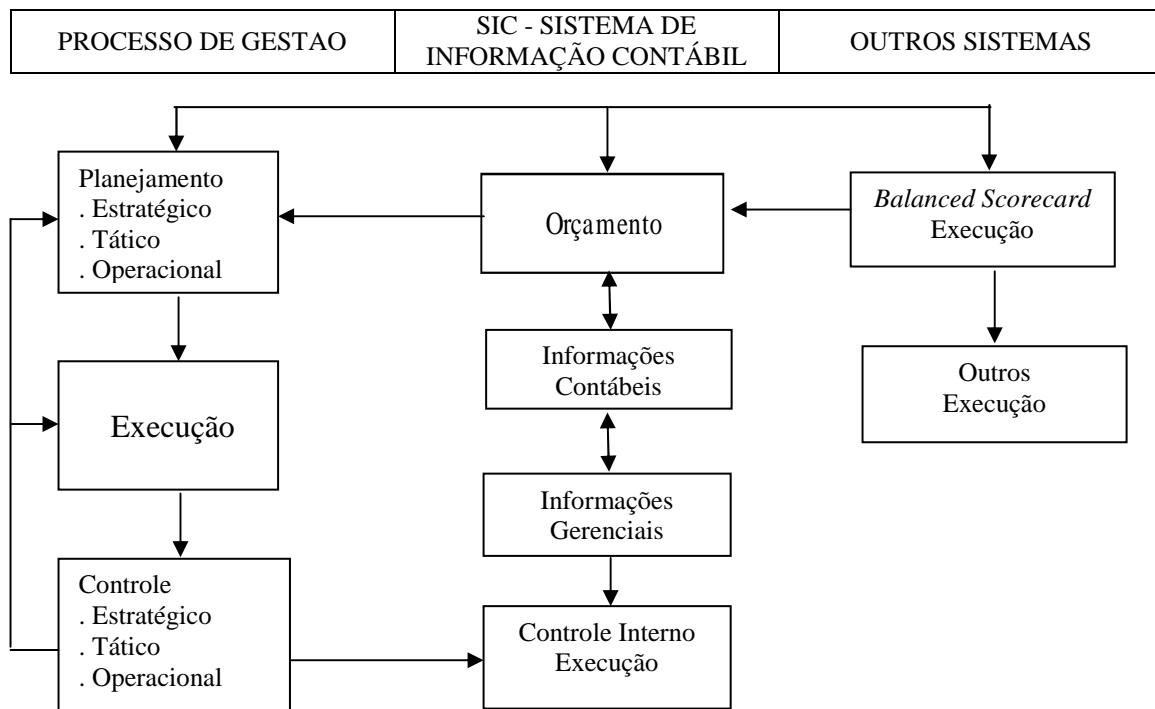 PROCESSO DE GESTAO
SIC - SISTEMA DE
INFORMAÇÃO CONTÁBIL
OUTROS SISTEMAS
Planejamento
. Estratégico
. Tático
. Operacional
Orçamento
Balanced Scorecard
Execução
Informações
Contábeis
Outros
Execução
Execução
Informações
Gerenciais
Controle
. Estratégico
. Tático
. Operacional
Controle Interno
Execução